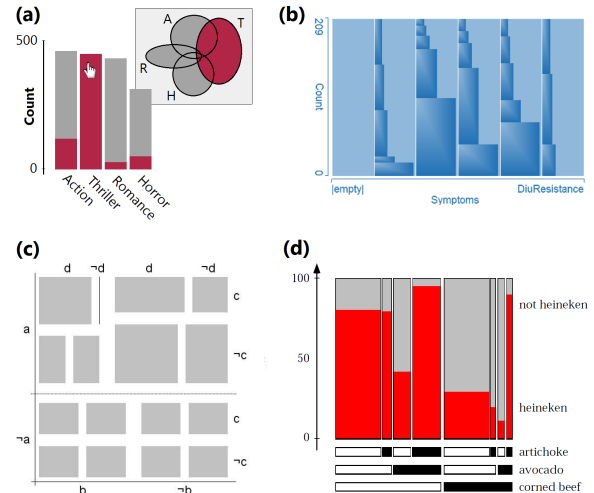 (a)
A
T
R
H
500
Count
0
Action
Thriller
Romance
Horror
(b)
209
Count
0
|empty|
DiuResistance
Symptoms
(c)
d ¬d d ¬d
a
c
¬c
¬a
c
¬c
b ¬b
(d)
100
not heineken
50
heineken
0
artichoke
avocado
corned beef